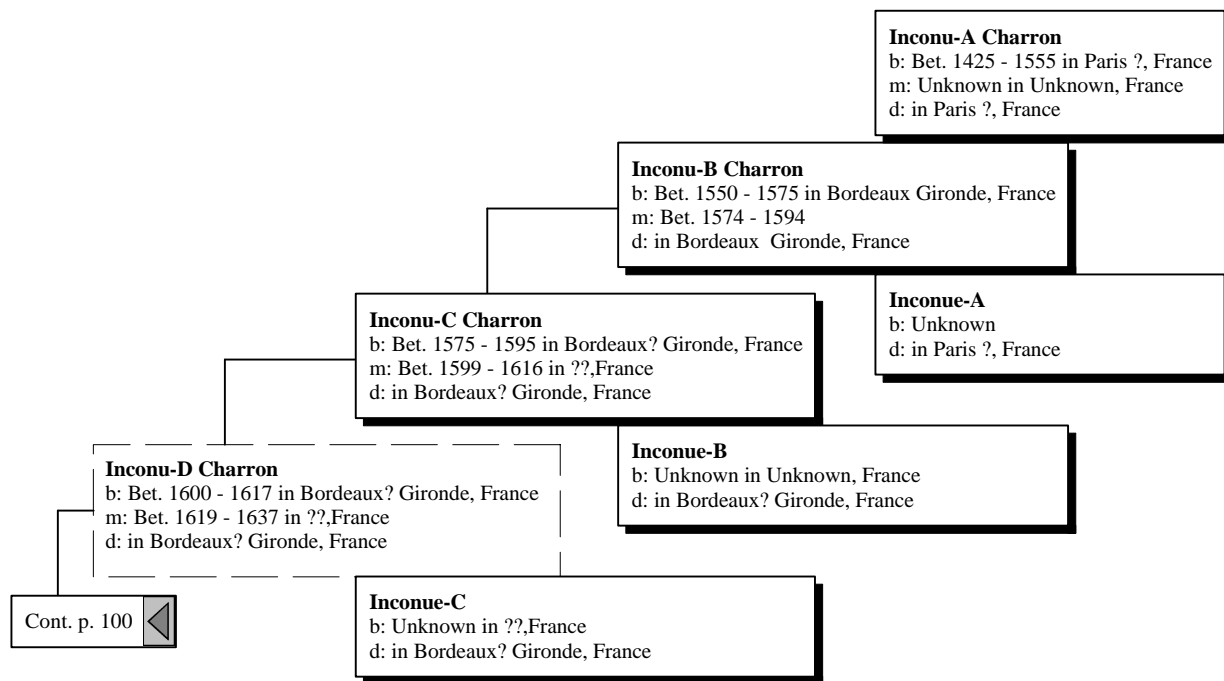 Inconu-A Charron
b: Bet. 1425 - 1555 in Paris ?, France
m: Unknown in Unknown, France
d: in Paris ?, France
Inconu-B Charron
b: Bet. 1550 - 1575 in Bordeaux Gironde, France
m: Bet. 1574 - 1594
d: in Bordeaux  Gironde, France
Inconue-A
b: Unknown
d: in Paris ?, France
Inconu-C Charron
b: Bet. 1575 - 1595 in Bordeaux? Gironde, France
m: Bet. 1599 - 1616 in ??,France
d: in Bordeaux? Gironde, France
Inconue-B
b: Unknown in Unknown, France
d: in Bordeaux? Gironde, France
Inconu-D Charron
b: Bet. 1600 - 1617 in Bordeaux? Gironde, France
m: Bet. 1619 - 1637 in ??,France
d: in Bordeaux? Gironde, France
Inconue-C
b: Unknown in ??,France
d: in Bordeaux? Gironde, France
Cont. p. 100